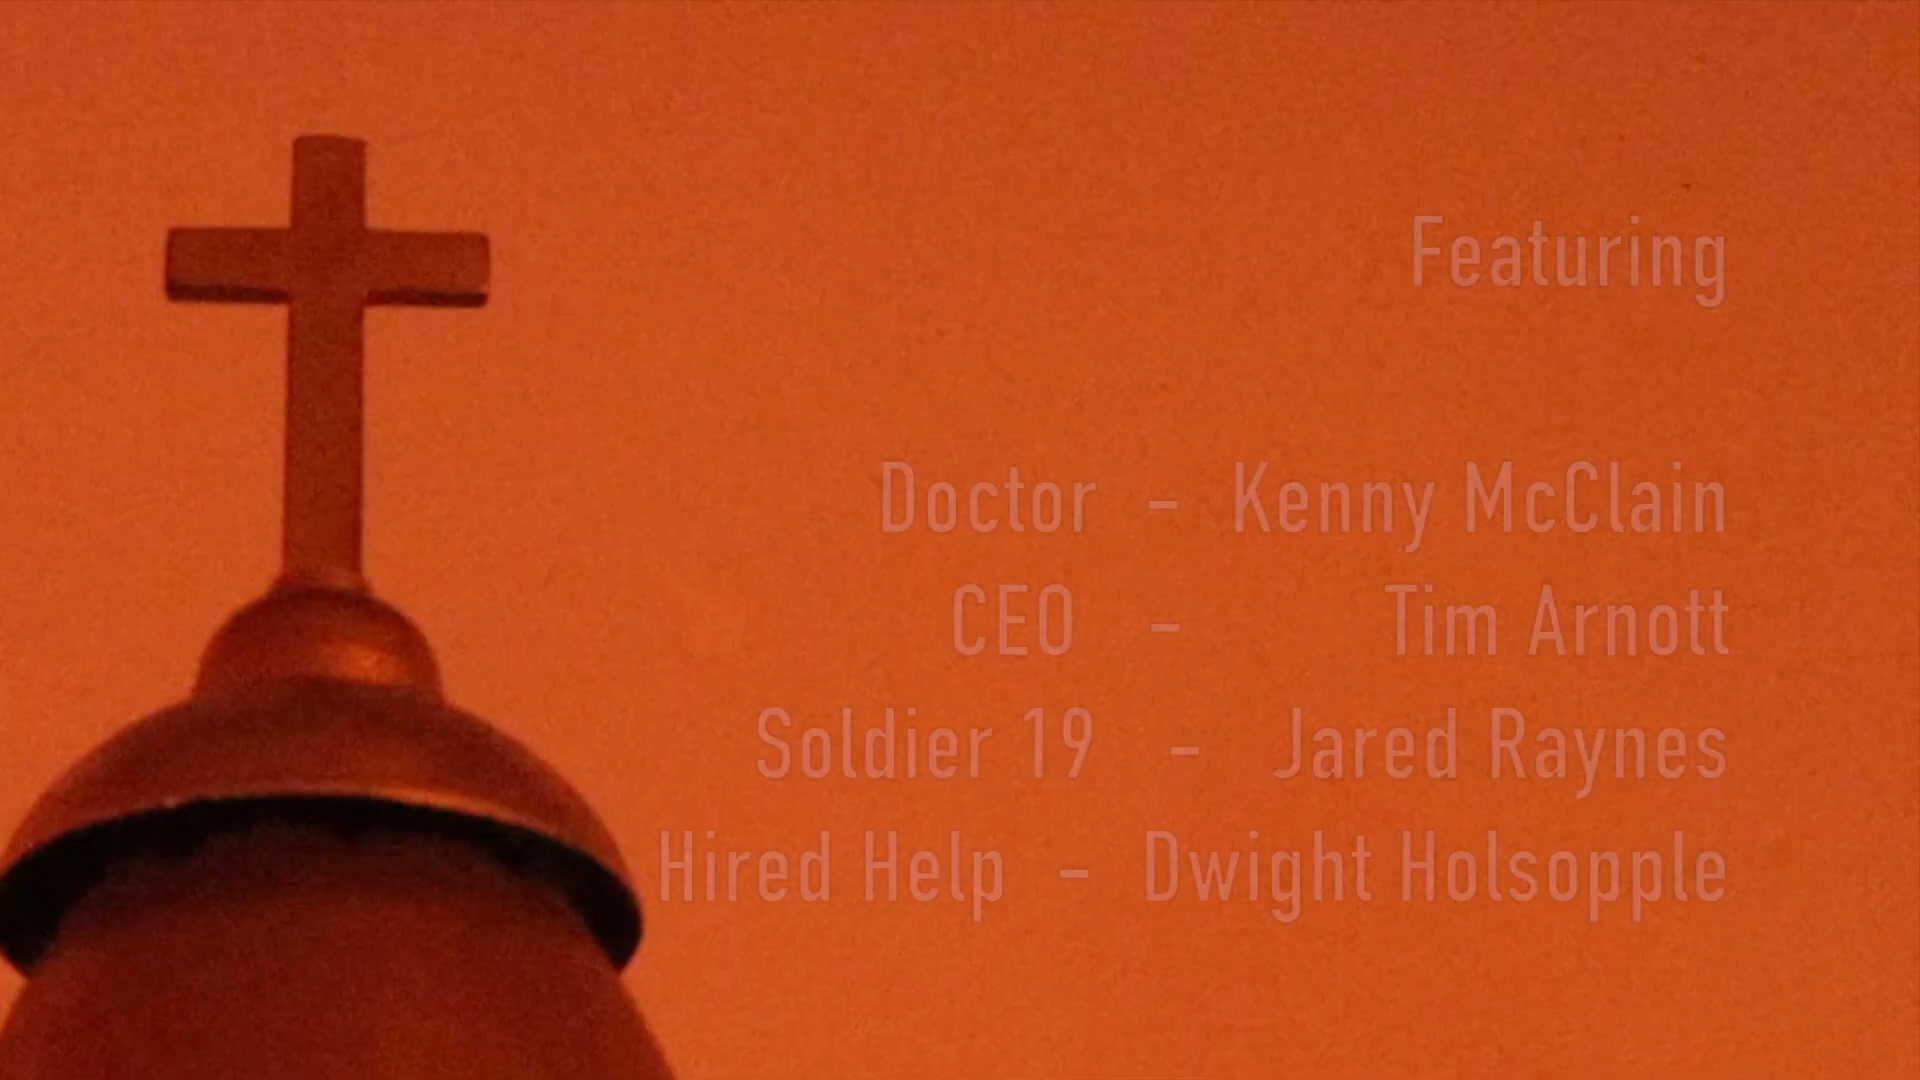 Featuring
Doctor - Kenny McClain
CEO - Tim Arnott
Soldier 19 - Jared Raynes
Hired Help - Dwight Holsopple